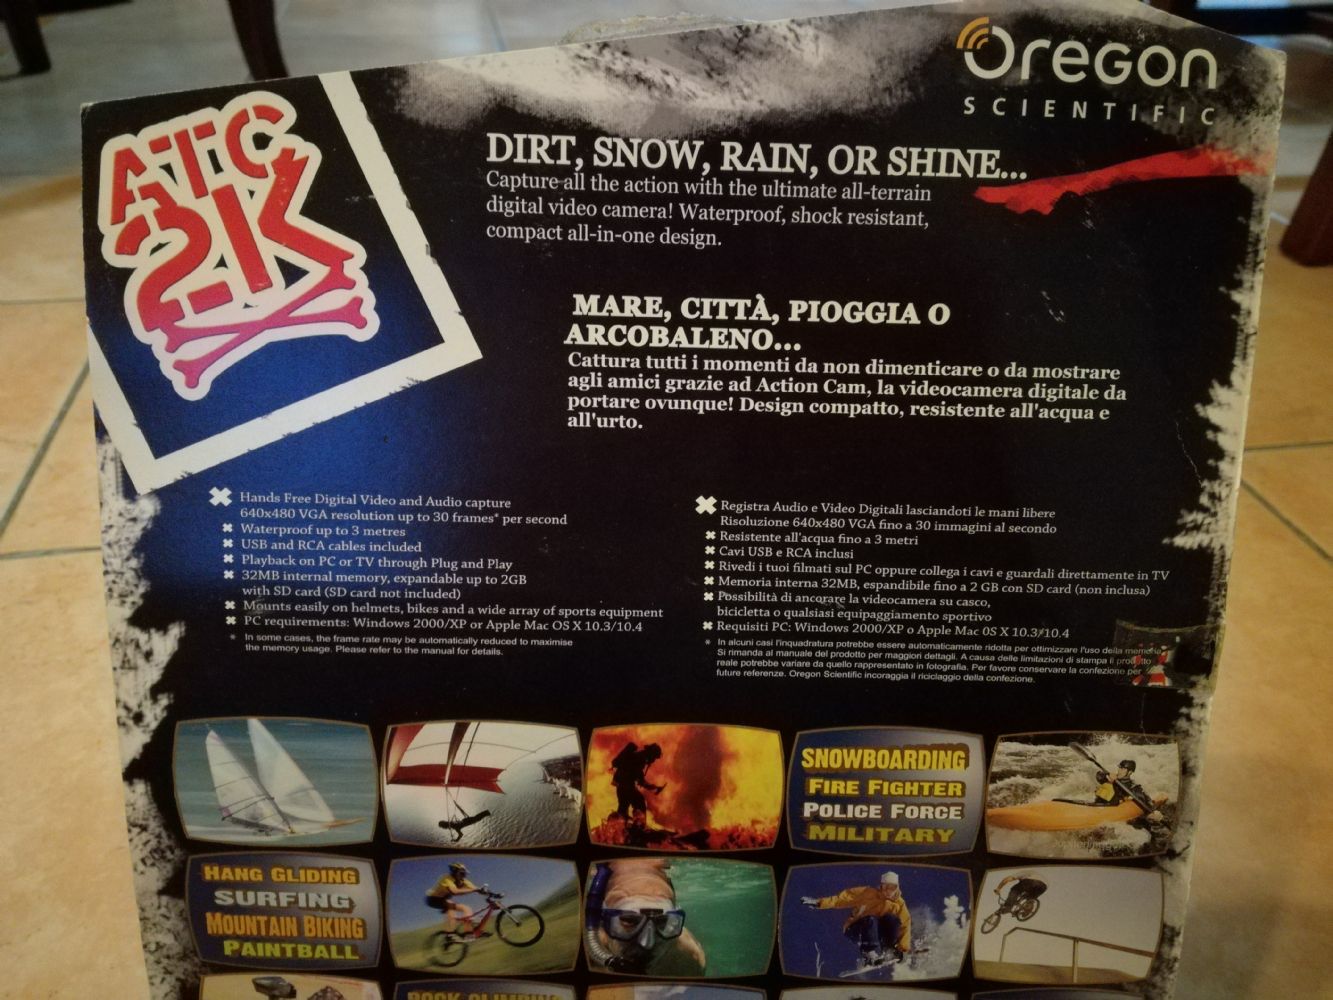 ATC
2K
Oregon
SCIENTIFIC
DIRT, SNOW, RAIN, OR SHINE...
Capture all the action with the ultimate all-terrain
digital video camera! Waterproof, shock resistant,
compact all-in-one design.
MARE, CITTÀ, PIOGGIA O
ARCOBALENO...
Cattura tutti i momenti da non dimenticare o da mostrare
agli amici grazie ad Action Cam, la videocamera digitale da
portare ovunque! Design compatto, resistente all'acqua e
all'urto.
Hands Free Digital Video and Audio capture
640x480 VGA resolution up to 30 frames* per second
Waterproof up to 3 metres
USB and RCA cables included
Playback on PC or TV through Plug and Play
32MB internal memory, expandable up to 2GB
with SD card (SD card not included)
Mounts easily on helmets, bikes and a wide array of sports equipment
PC requirements: Windows 2000/XP or Apple Mac OS X 10.3/10.4
* In some cases, the frame rate may be automatically reduced to maximise
the memory usage. Please refer to the manual for details.
Registra Audio e Video Digitali lasciandoti le mani libere
Risoluzione 640x480 VGA fino a 30 immagini al secondo
Resistente all'acqua fino a 3 metri
Cavi USB e RCA inclusi
Rivedi i tuoi filmati sul PC oppure collega i cavi e guardali direttamente in TV
Memoria interna 32MB, espandibile fino a 2 GB con SD card (non inclusa)
Possibilità di ancorare la videocamera su casco,
bicicletta o qualsiasi equipaggiamento sportivo
Requisiti PC: Windows 2000/XP o Apple Mac OS X 10.3/10.4
* In alcuni casi l'inquadratura potrebbe essere automaticamente ridotta per ottimizzare l'uso della memoria.
Si rimanda al manuale del prodotto per maggiori dettagli. A causa delle limitazioni di stampa il prodotto
reale potrebbe variare da quello rappresentato in fotografia. Per favore conservare la confezione per
future referenze. Oregon Scientific incoraggia il riciclaggio della confezione.
SNOWBOARDING
FIRE FIGHTER
POLICE FORCE
MILITARY
HANG GLIDING
SURFING
MOUNTAIN BIKING
PAINTBALL
ROCK CLIMBING